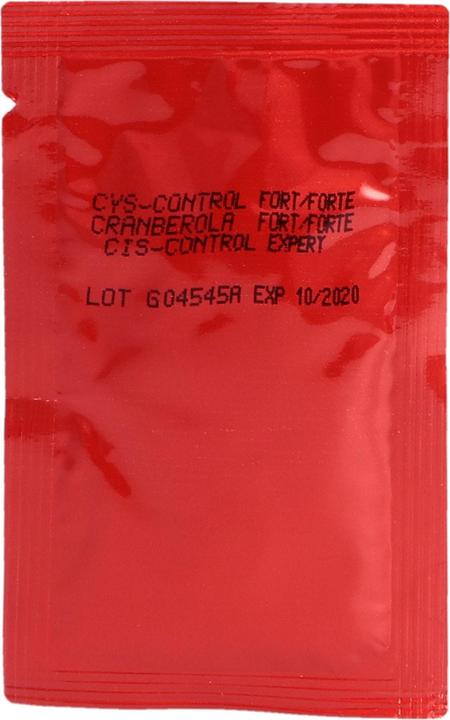 CYS-CONTROL FORT/FORTE
CRANBEROLA FORT/FORTE
CIS-CONTROL EXPERT
LOT G04545A EXP 10/2020